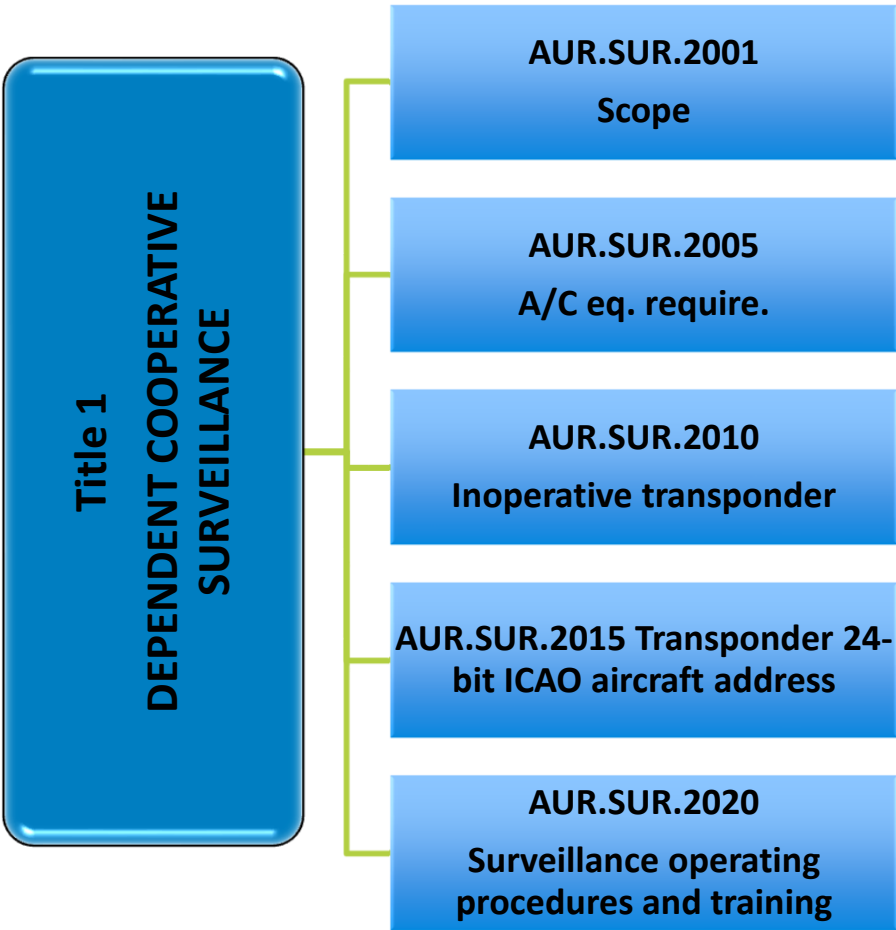 Title 1
DEPENDENT COOPERATIVE
SURVEILLANCE
AUR.SUR.2001
Scope
AUR.SUR.2005
A/C eq. require.
AUR.SUR.2010
Inoperative transponder
AUR.SUR.2015 Transponder 24-
bit ICAO aircraft address
AUR.SUR.2020
Surveillance operating
procedures and training